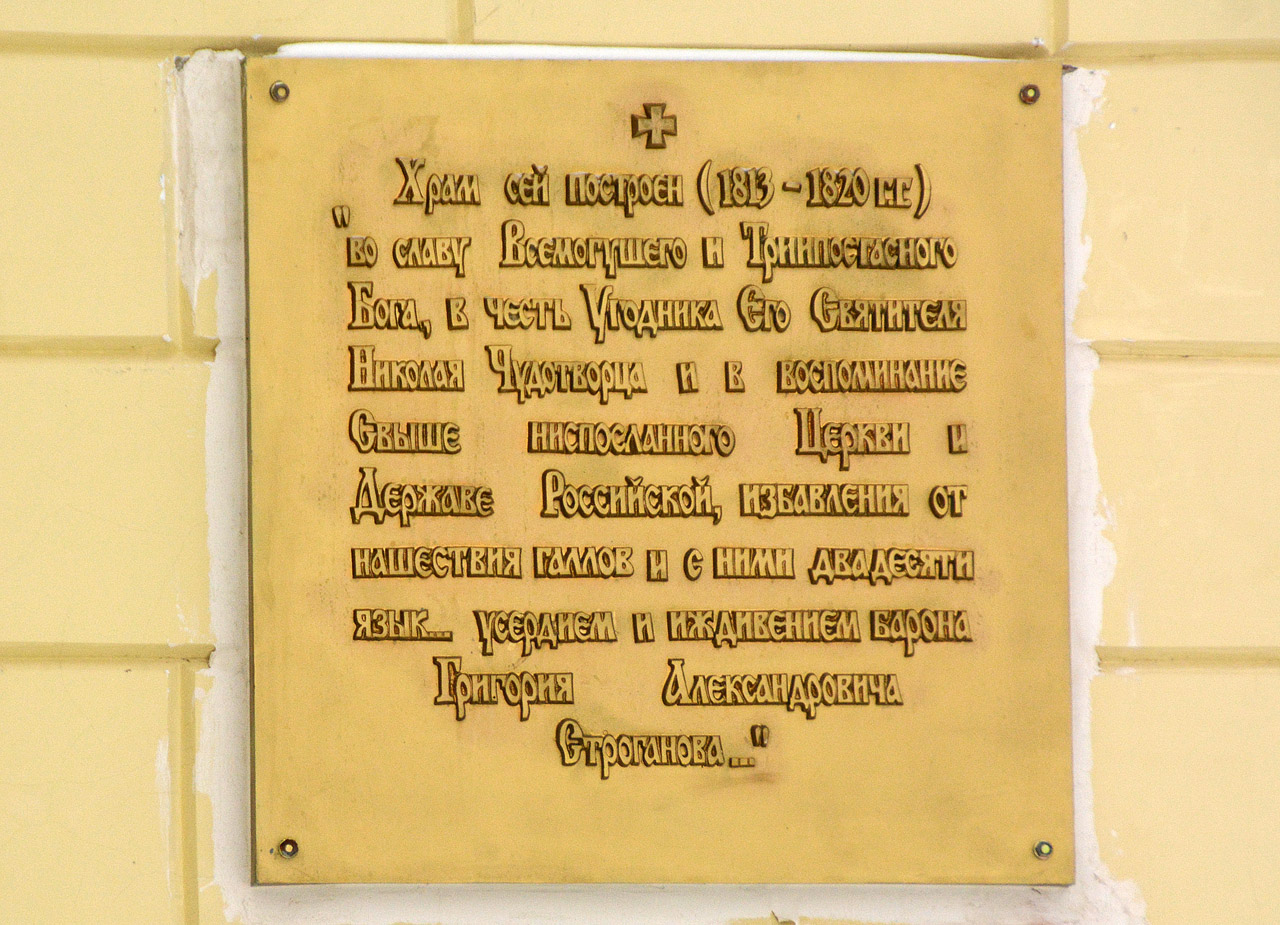 Храм сей построен (1813 - 1820 г.г.)
"во славу Всемогушего и Триипостасного
Бога, в честь Угодника Его Святителя
Николая Чудотворца и в воспоминание
Свыше ниспосланного Церкви и
Державе Российской, избавления от
нашествия галлов и с ними двадесяти
язык... усердием и иждивением барона
Григория Александровича
Строганова..."